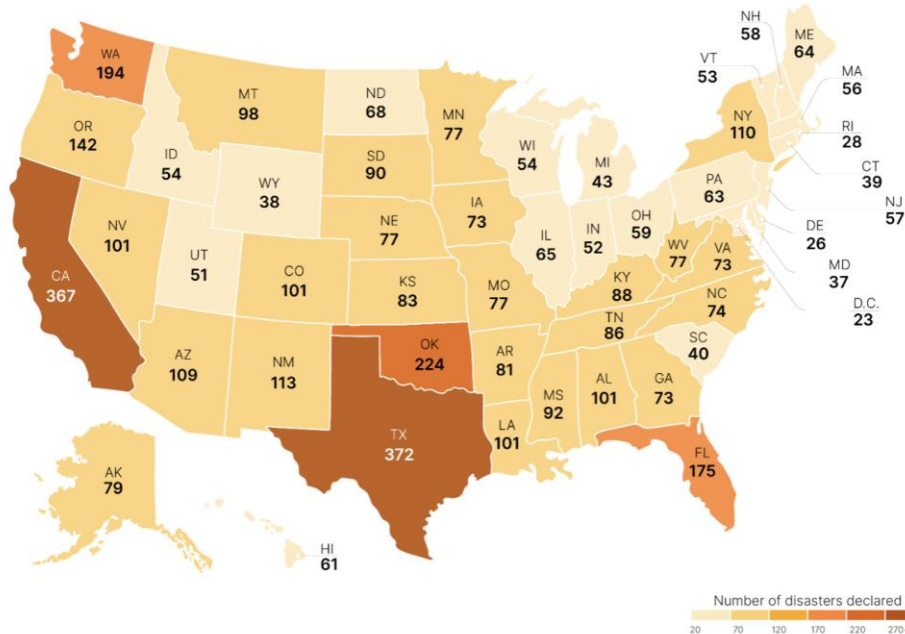 NH
58
ME
64
WA
194
VT
53
MA
56
MT
98
ND
68
MN
77
NY
110
RI
28
OR
142
ID
54
WI
54
MI
43
SD
90
CT
39
WY
38
PA
63
NJ
57
IA
73
NE
77
OH
59
DE
26
NV
101
IL
65
IN
52
UT
51
WV
77
VA
73
MD
37
CO
101
CA
367
KS
83
MO
77
KY
88
NC
74
D.C.
23
TN
86
OK
224
AZ
109
NM
113
AR
81
SC
40
MS
92
AL
101
GA
73
LA
101
TX
372
FL
175
AK
79
HI
61
Number of disasters declared
20 70 120 170 220 270